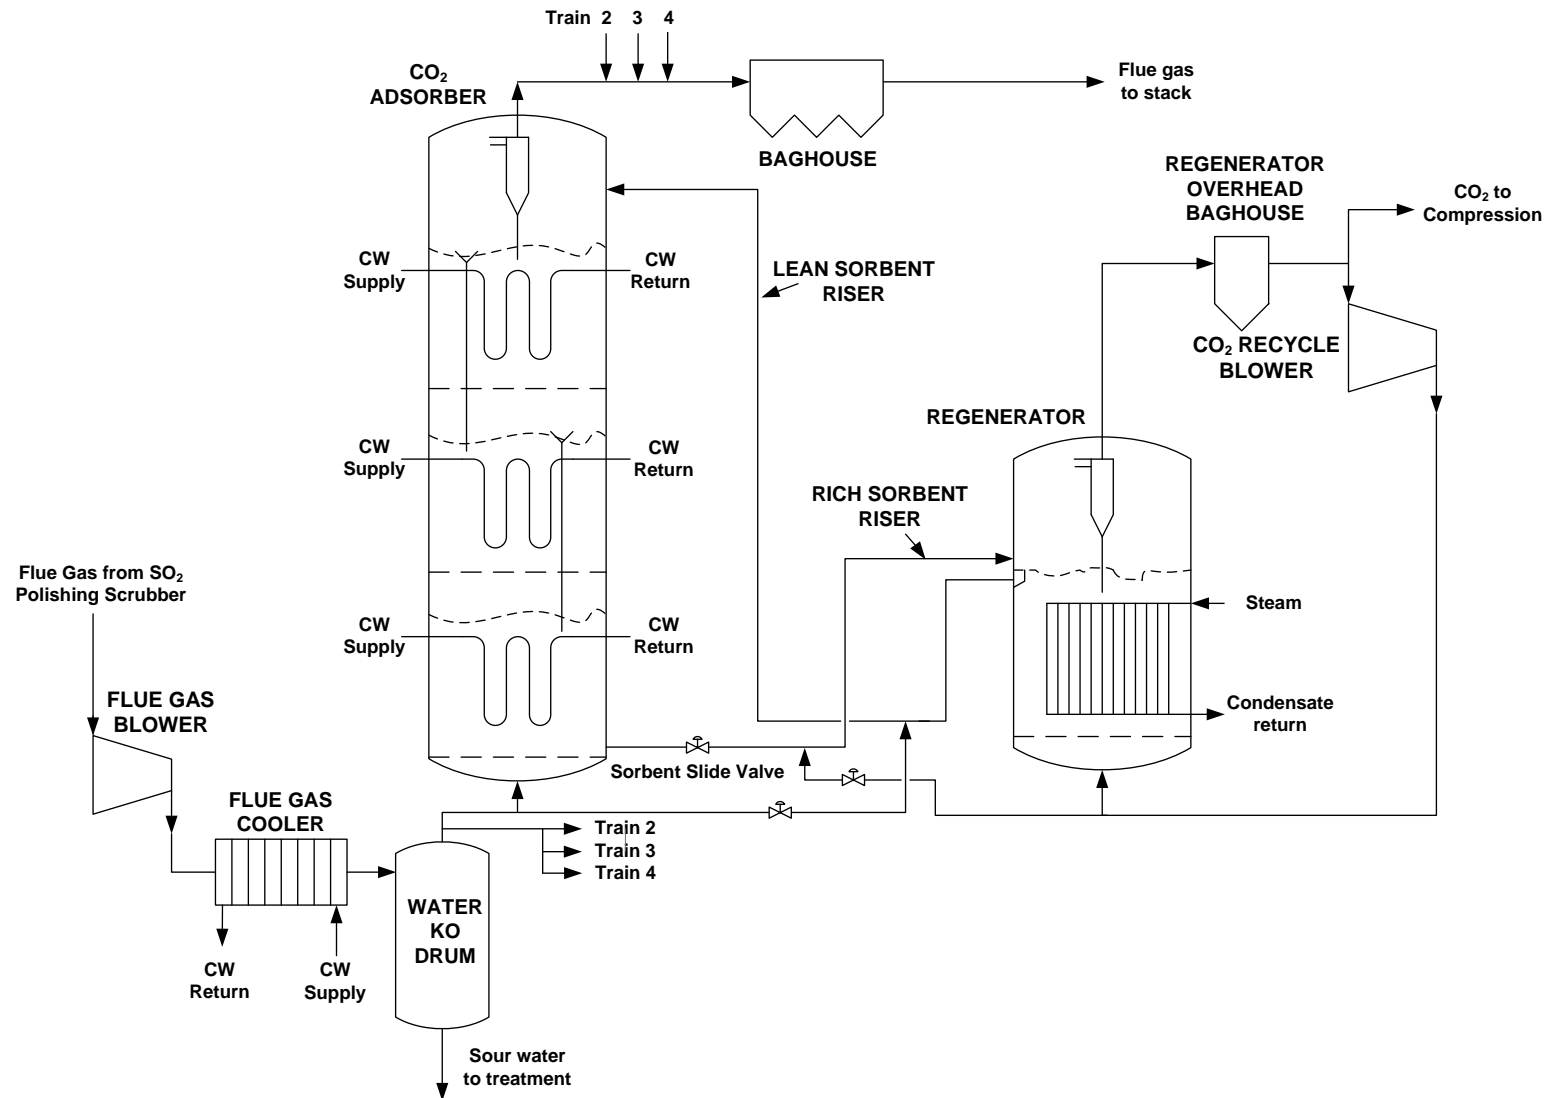 Train 2 3 4
CO₂
ADSORBER
Flue gas
to stack
BAGHOUSE
REGENERATOR
OVERHEAD
BAGHOUSE
CO₂ to
Compression
CW
Supply
CW
Return
LEAN SORBENT
RISER
CO₂ RECYCLE
BLOWER
REGENERATOR
CW
Supply
CW
Return
RICH SORBENT
RISER
Flue Gas from SO₂
Polishing Scrubber
Steam
CW
Supply
CW
Return
FLUE GAS
BLOWER
Condensate
return
Sorbent Slide Valve
FLUE GAS
COOLER
Train 2
Train 3
Train 4
WATER
KO
DRUM
CW
Return
CW
Supply
Sour water
to treatment